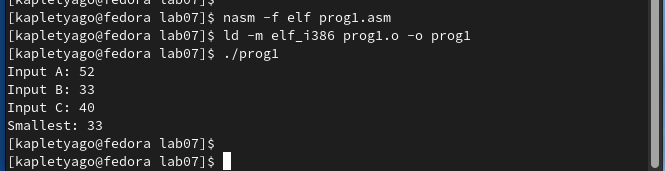 [kapletyago@fedora lab07]$
[kapletyago@fedora lab07]$ nasm -f elf prog1.asm
[kapletyago@fedora lab07]$ ld -m elf_i386 prog1.o -o prog1
[kapletyago@fedora lab07]$ ./prog1
Input A: 52
Input B: 33
Input C: 40
Smallest: 33
[kapletyago@fedora lab07]$
[kapletyago@fedora lab07]$